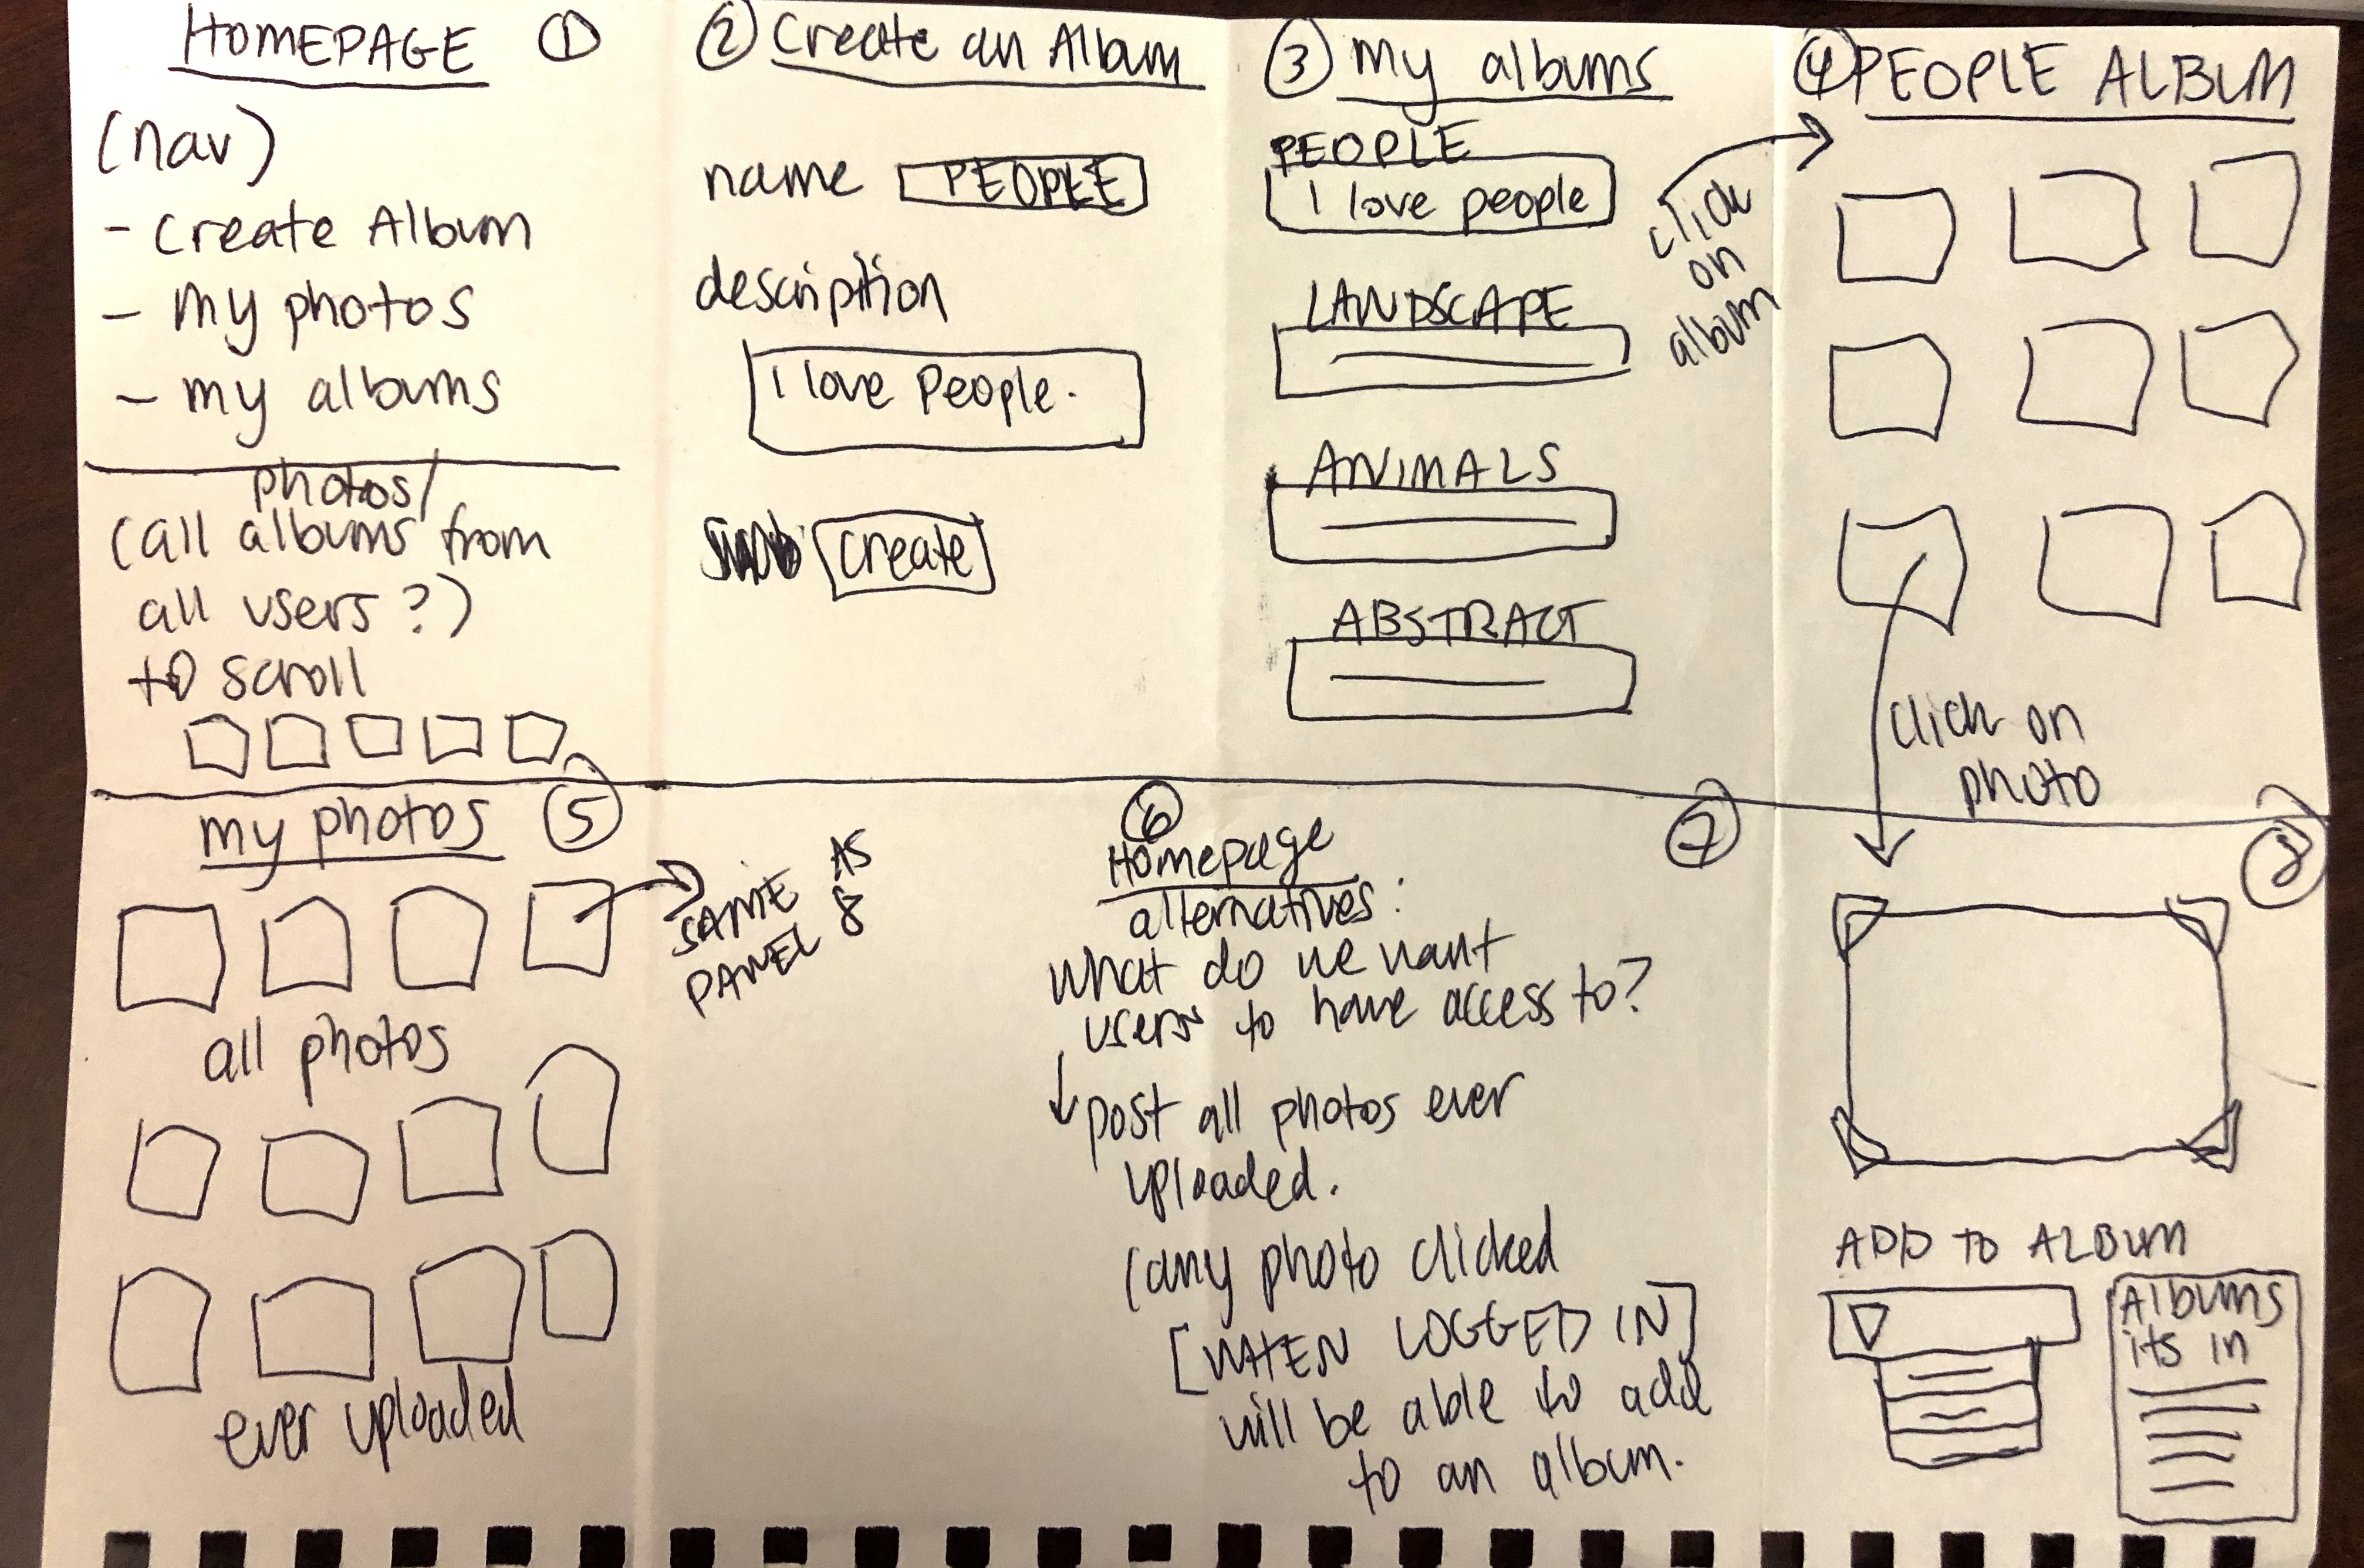 HOMEPAGE ①
(nav)
- Create Album
- my photos
- my albums
photos/
(all albums from
all users?)
to scroll
② Create an Album
name PEOPLE
description
I love People.
create
③ my albums
PEOPLE
I love people
LANDSCAPE
ANIMALS
ABSTRACT
click
on
album
④ PEOPLE ALBUM
click on
photo
my photos ⑤
SAME AS
PANEL 8
all photos
ever uploaded
⑥
Homepage
alternatives:
what do we want
users to have access to?
↓ post all photos ever
uploaded.
(any photo clicked
[WHEN LOGGED IN]
will be able to add
to an album.
⑦
⑧
ADD TO ALBUM
Albums
its in